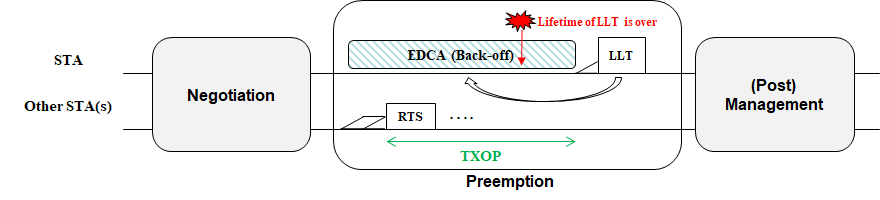 Lifetime of LLT is over
STA
EDCA (Back-off)
LLT
Negotiation
(Post)
Management
Other STA(s)
RTS
....
TXOP
Preemption